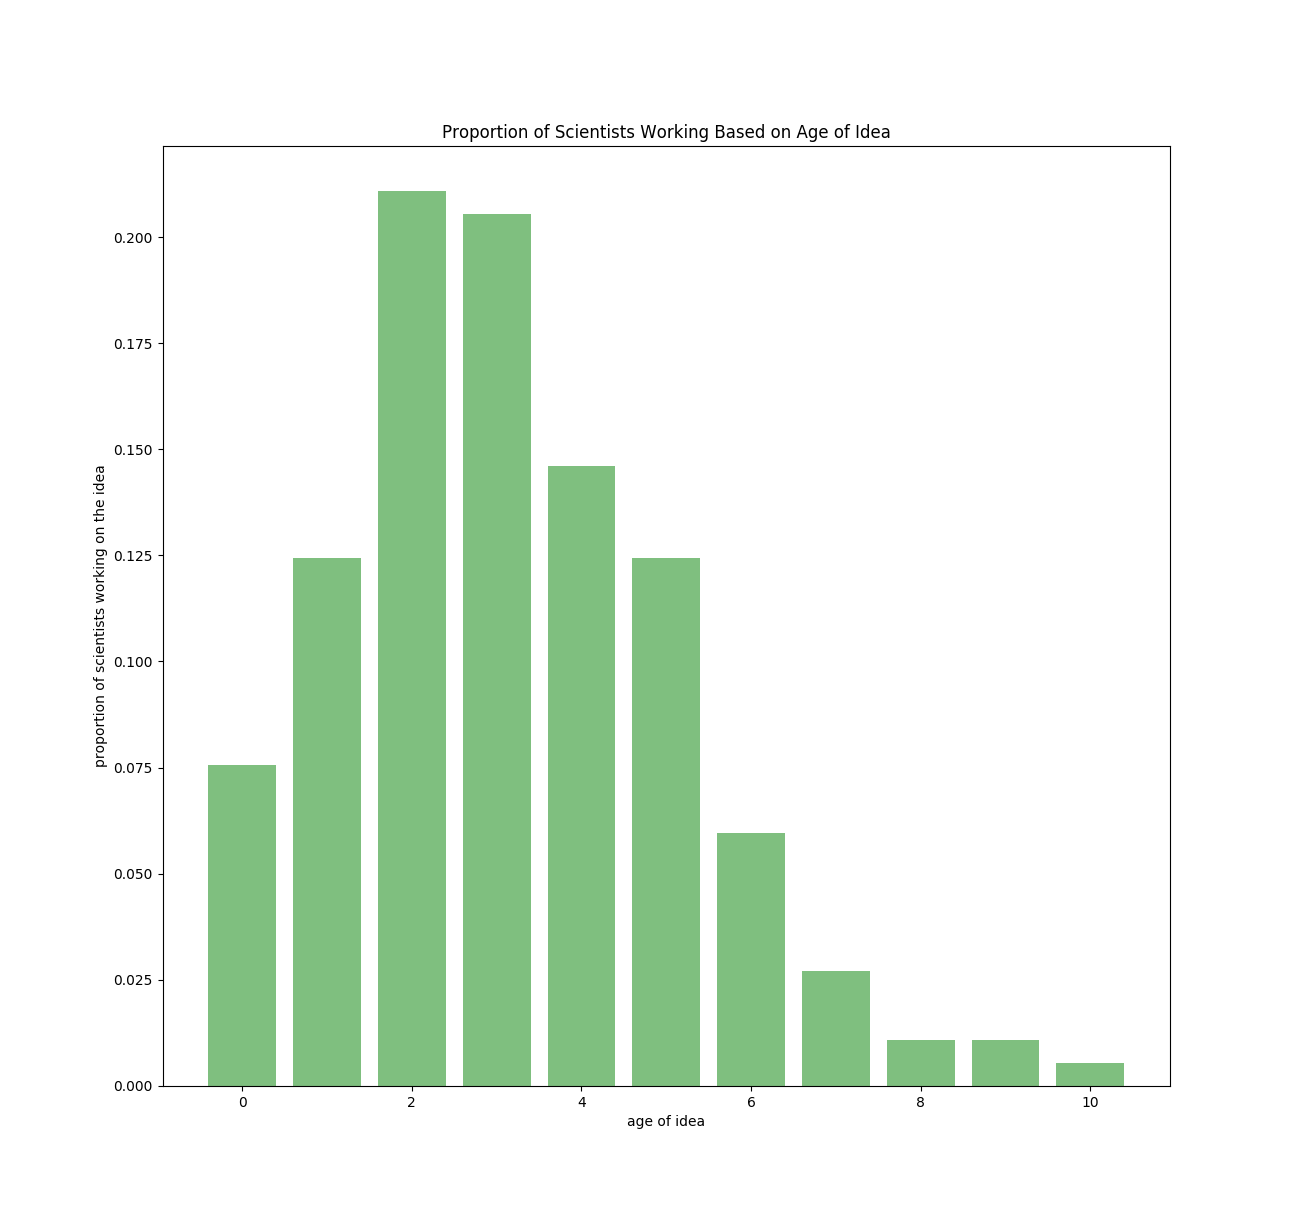 Proportion of Scientists Working Based on Age of Idea
proportion of scientists working on the idea
0.200
0.175
0.150
0.125
0.100
0.075
0.050
0.025
0.000
0 2 4 6 8 10
age of idea